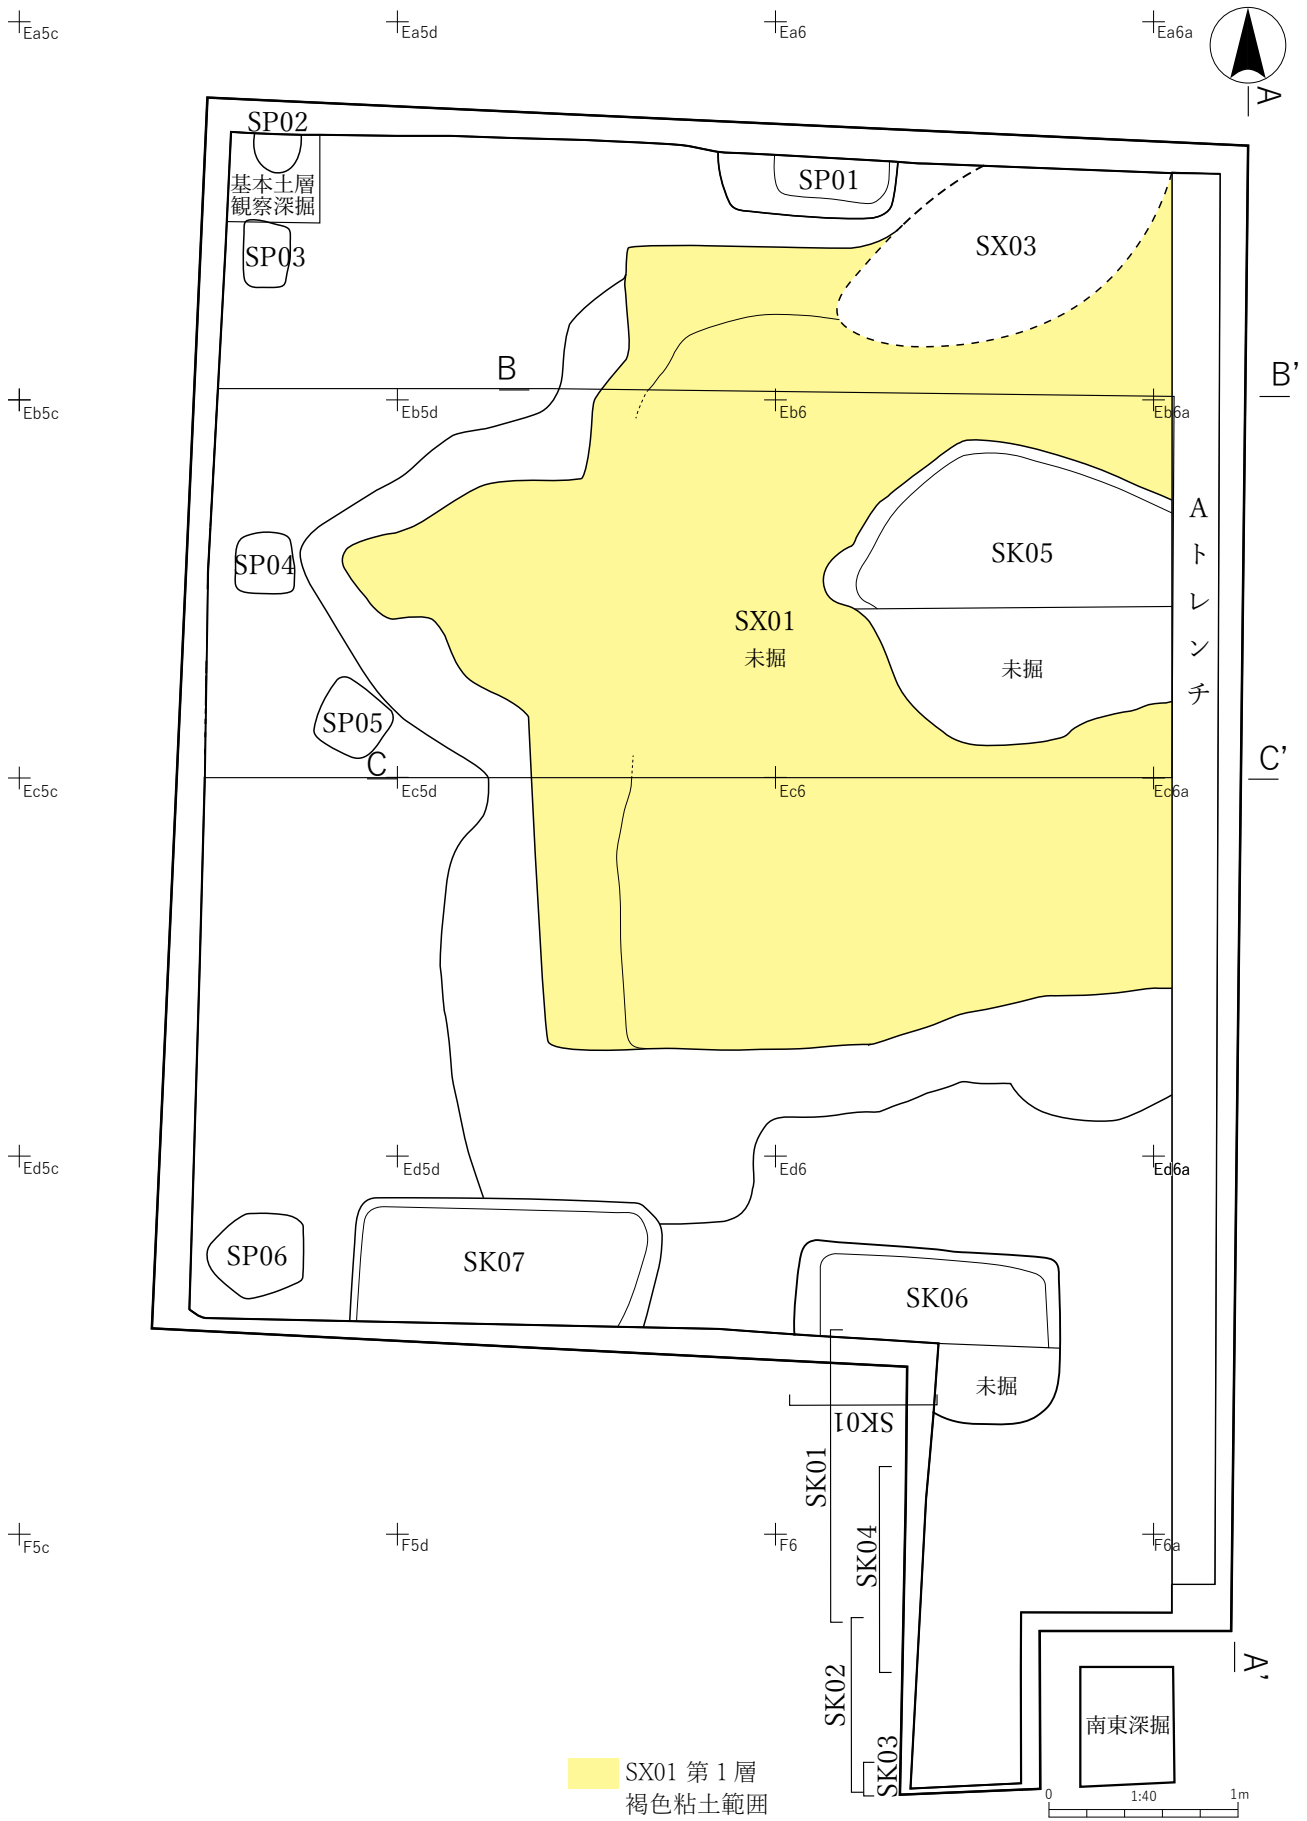 Ea5c
Ea5d
Ea6
Ea6a
A
SP02
基本土層
観察深掘
SP01
SP03
SX03
B
B'
Eb5c
Eb5d
Eb6
Eb6a
Aトレンチ
SP04
SK05
SX01
未掘
未掘
SP05
C
C'
Ec5c
Ec5d
Ec6
Ec6a
Ed5c
Ed5d
Ed6
Ed6a
SP06
SK07
SK06
未掘
SK01
SK01
SK04
F5c
F5d
F6
F6a
A'
SK02
SK03
南東深掘
SX01 第1層
褐色粘土範囲
0
1:40
1m